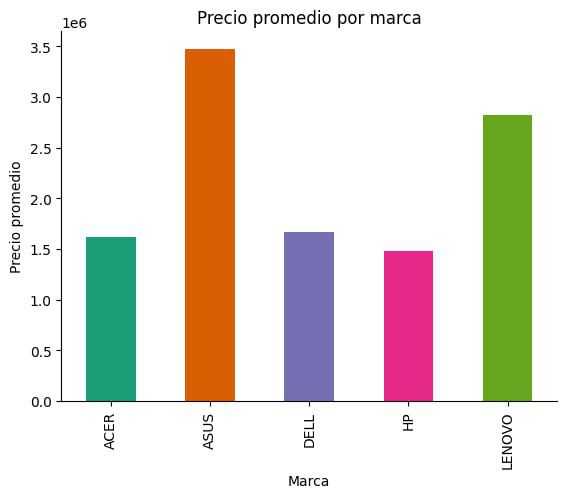 Precio promedio por marca
1e6
3.5
3.0
2.5
2.0
1.5
1.0
0.5
0.0
Precio promedio
ACER
ASUS
DELL
HP
LENOVO
Marca